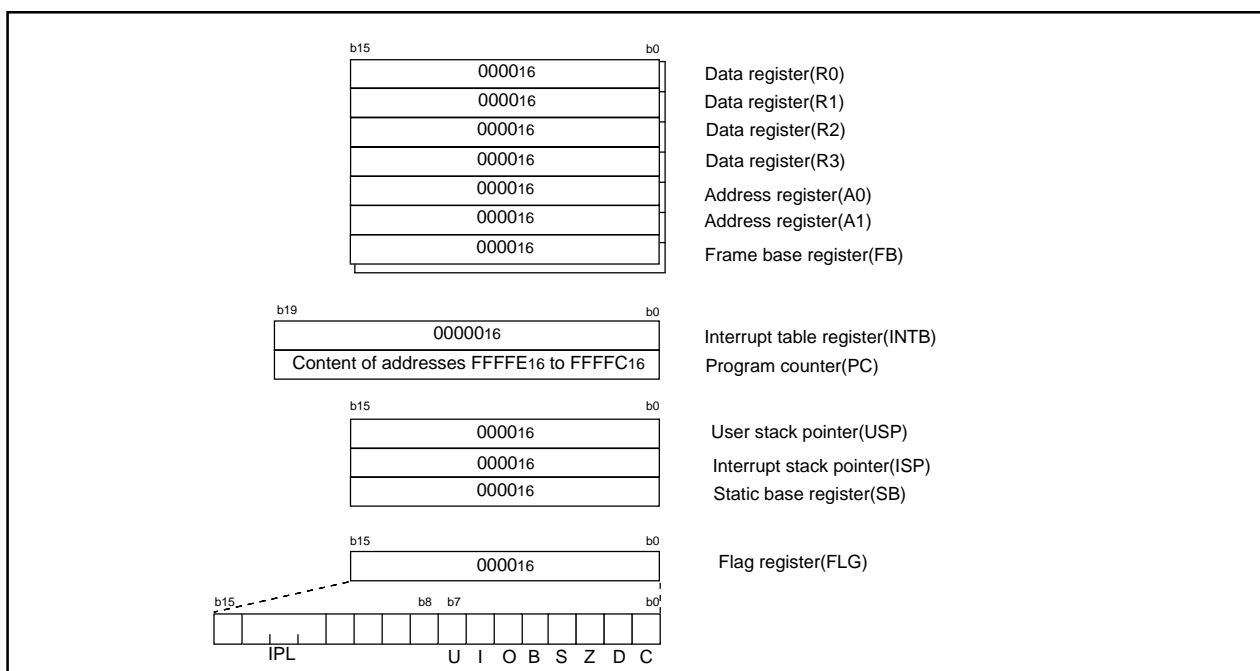 b15 b0
000016 Data register(R0)
000016 Data register(R1)
000016 Data register(R2)
000016 Data register(R3)
000016 Address register(A0)
000016 Address register(A1)
000016 Frame base register(FB)
b19 b0
0000016 Interrupt table register(INTB)
Content of addresses FFFFE16 to FFFFC16 Program counter(PC)
b15 b0
000016 User stack pointer(USP)
000016 Interrupt stack pointer(ISP)
000016 Static base register(SB)
b15 b0
000016 Flag register(FLG)
b15 b8 b7 b0
IPL U I O B S Z D C